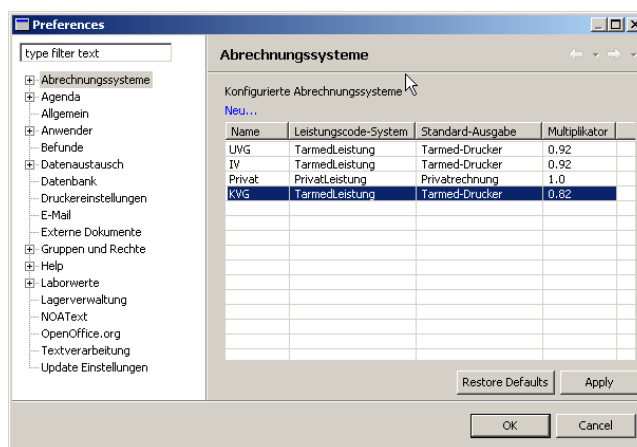 Preferences
type filter text
Abrechnungssysteme
Agenda
Allgemein
Anwender
Befunde
Datenaustausch
Datenbank
Druckereinstellungen
E-Mail
Externe Dokumente
Gruppen und Rechte
Help
Laborwerte
Lagerverwaltung
NOAText
OpenOffice.org
Textverarbeitung
Update Einstellungen
Abrechnungssysteme
Konfigurierte Abrechnungssysteme
Neu...
Name Leistungscode-System Standard-Ausgabe Multiplikator
UVG TarmedLeistung Tarmed-Drucker 0.92
IV TarmedLeistung Tarmed-Drucker 0.92
Privat PrivatLeistung Privatrechnung 1.0
KVG TarmedLeistung Tarmed-Drucker 0.82
Restore Defaults Apply
OK Cancel